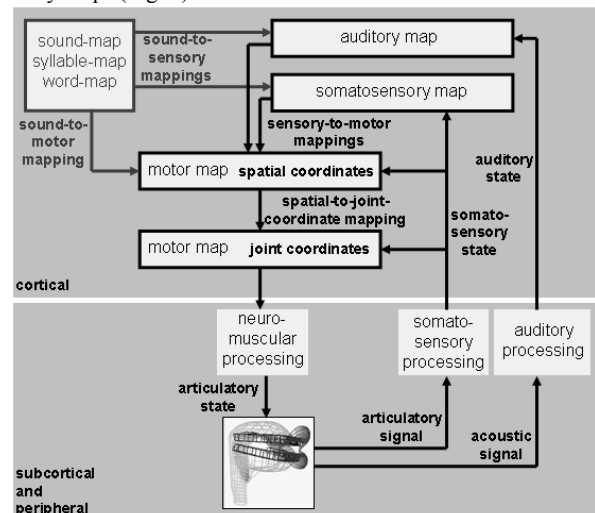 sound-map
syllable-map
word-map
sound-to-
sensory
mappings
auditory map
somatosensory map
sound-to-
motor
mapping
sensory-to-motor
mappings
auditory
state
motor map spatial coordinates
spatial-to-joint-
coordinate mapping
somato-
sensory
state
motor map joint coordinates
cortical
neuro-
muscular
processing
somato-
sensory
processing
auditory
processing
articulatory
state
articulatory
signal
acoustic
signal
subcortical
and
peripheral